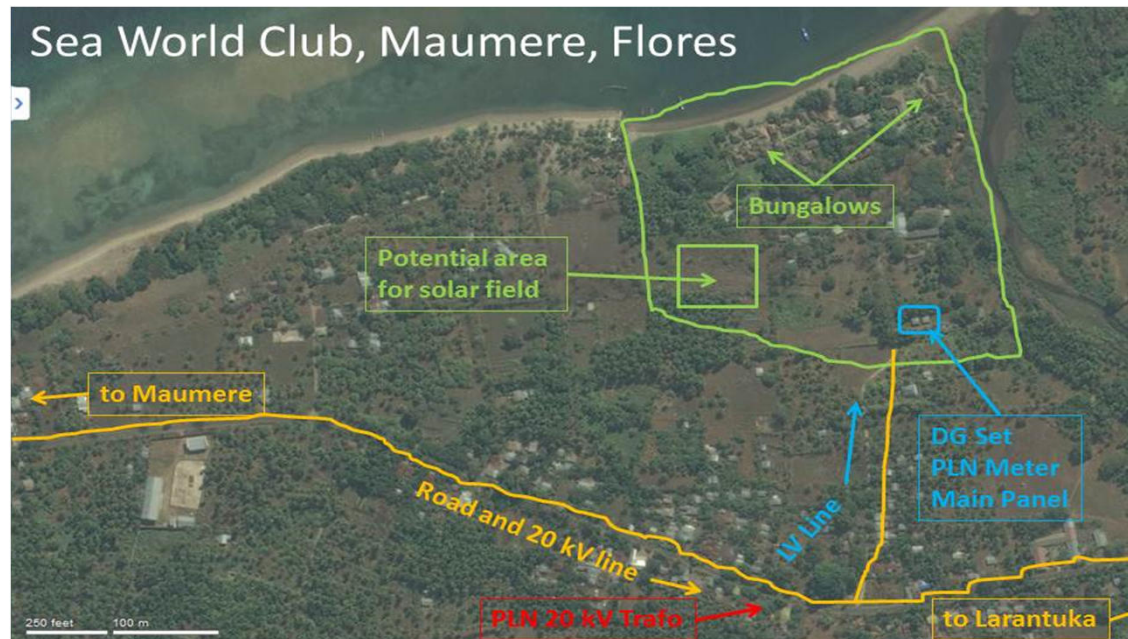 Sea World Club, Maumere, Flores
Bungalows
Potential area
for solar field
to Maumere
DG Set
PLN Meter
Main Panel
LV Line
Road and 20 kV line
PLN 20 kV Trafo
to Larantuka
250 feet
100 m